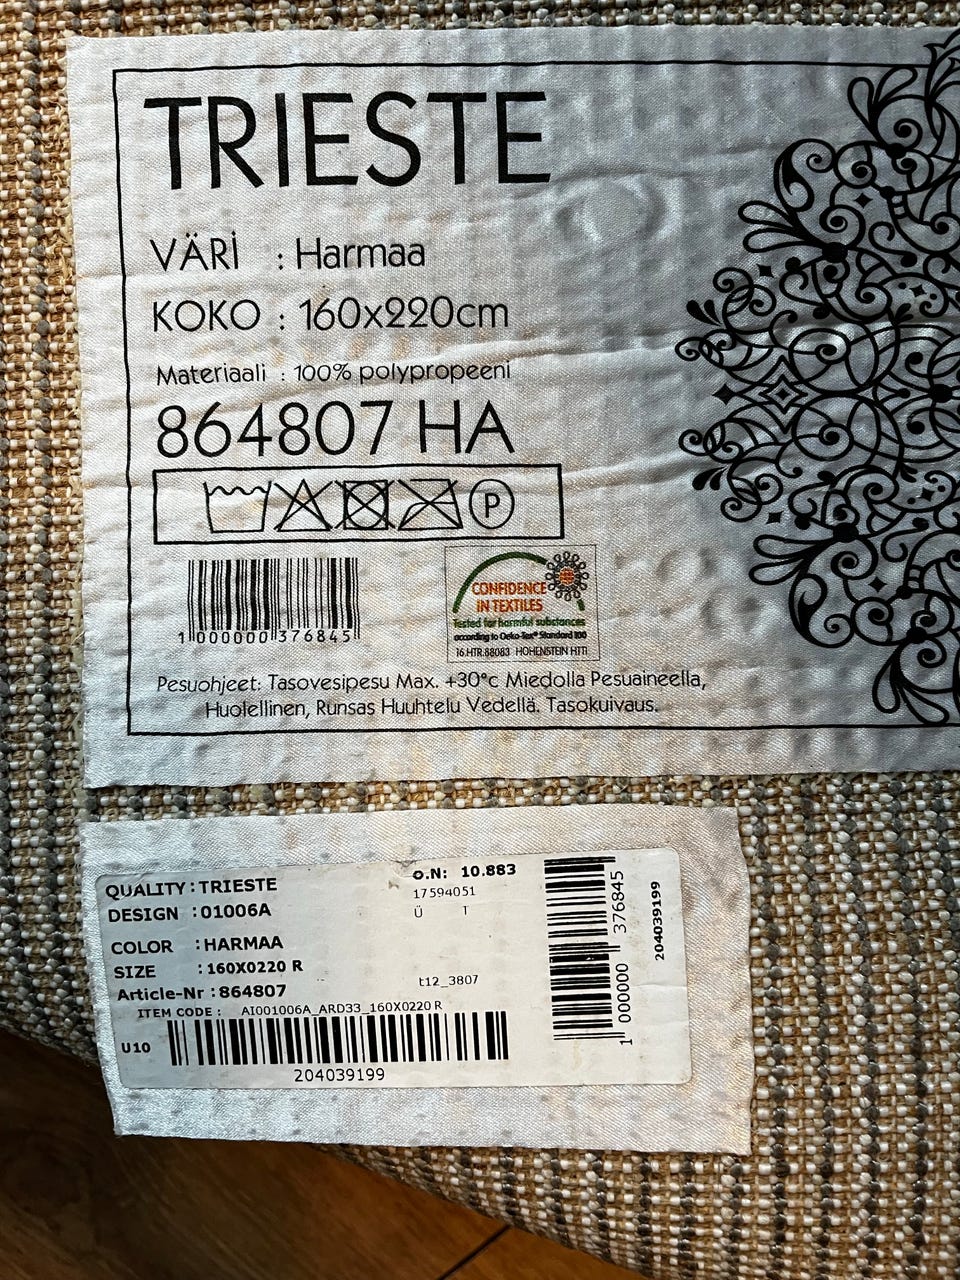 TRIESTE
VÄRİ : Harmaa
KOKO : 160x220cm
Materiaali : 100% polypropeeni
864807 HA
P
1 000000 376845
CONFIDENCE
IN TEXTILES
Tested for harmful substances
according to Oeko-Tex® Standard 100
16.HTR.88083 HOHENSTEIN HTTI
Pesuohjeet: Tasovesipesu Max. +30°c Miedolla Pesuaineella,
Huolellinen, Runsas Huuhtelu Vedellä. Tasokuivaus.
QUALITY : TRIESTE
DESIGN : 01006A
COLOR : HARMAA
SIZE : 160X0220 R
Article-Nr : 864807
ITEM CODE : AI001006A_ARD33_160X0220 R
U10
204039199
o.N: 10.883
17594051
Ü T
t12_3807
1 000000 376845
204039199